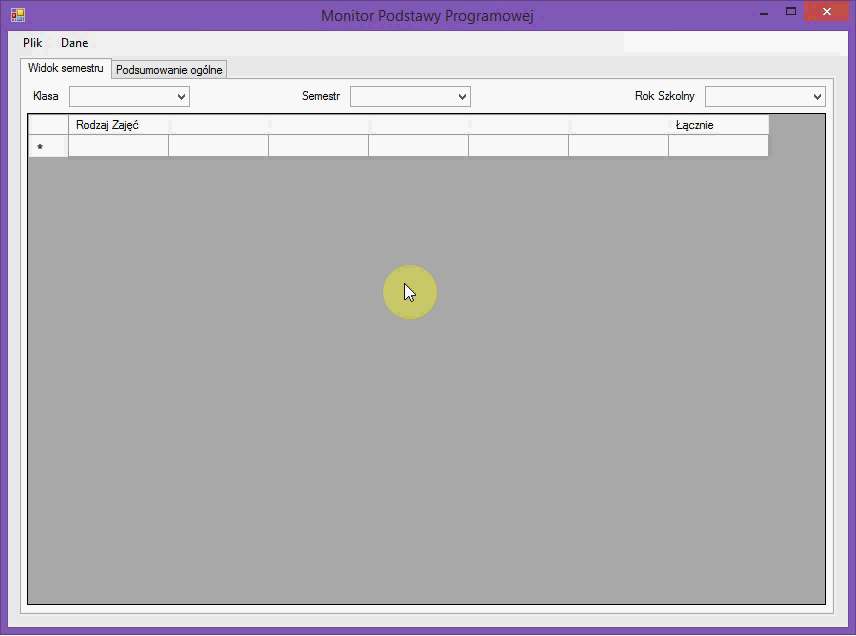 Monitor Podstawy Programowej
Plik Dane
Widok semestru Podsumowanie ogólne
Klasa Semestr Rok Szkolny
Rodzaj Zajęć Łącznie
*